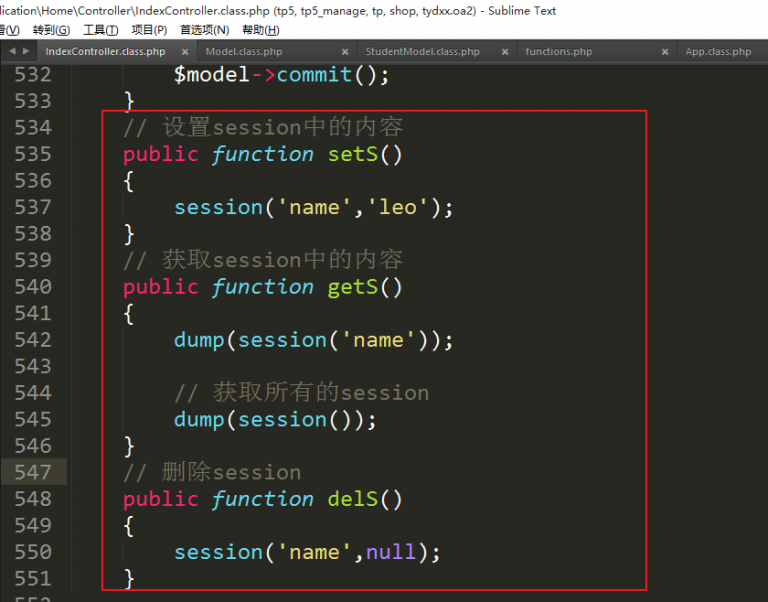 lication\Home\Controller\IndexController.class.php (tp5, tp5_manage, tp, shop, tydxx.oa2) - Sublime Text
看(V) 转到(G) 工具(T) 项目(P) 首选项(N) 帮助(H)
IndexController.class.php × Model.class.php × StudentModel.class.php × functions.php × App.class.php
532 $model->commit();
533 }
534 // 设置session中的内容
535 public function setS()
536 {
537 session('name','leo');
538 }
539 // 获取session中的内容
540 public function getS()
541 {
542 dump(session('name'));
543
544 // 获取所有的session
545 dump(session());
546 }
547 // 删除session
548 public function delS()
549 {
550 session('name',null);
551 }